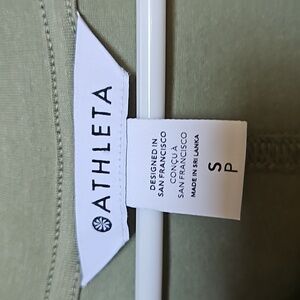 ATHLETA
DESIGNED IN
SAN FRANCISCO
CONÇU À
SAN FRANCISCO
MADE IN SRI LANKA
S
P